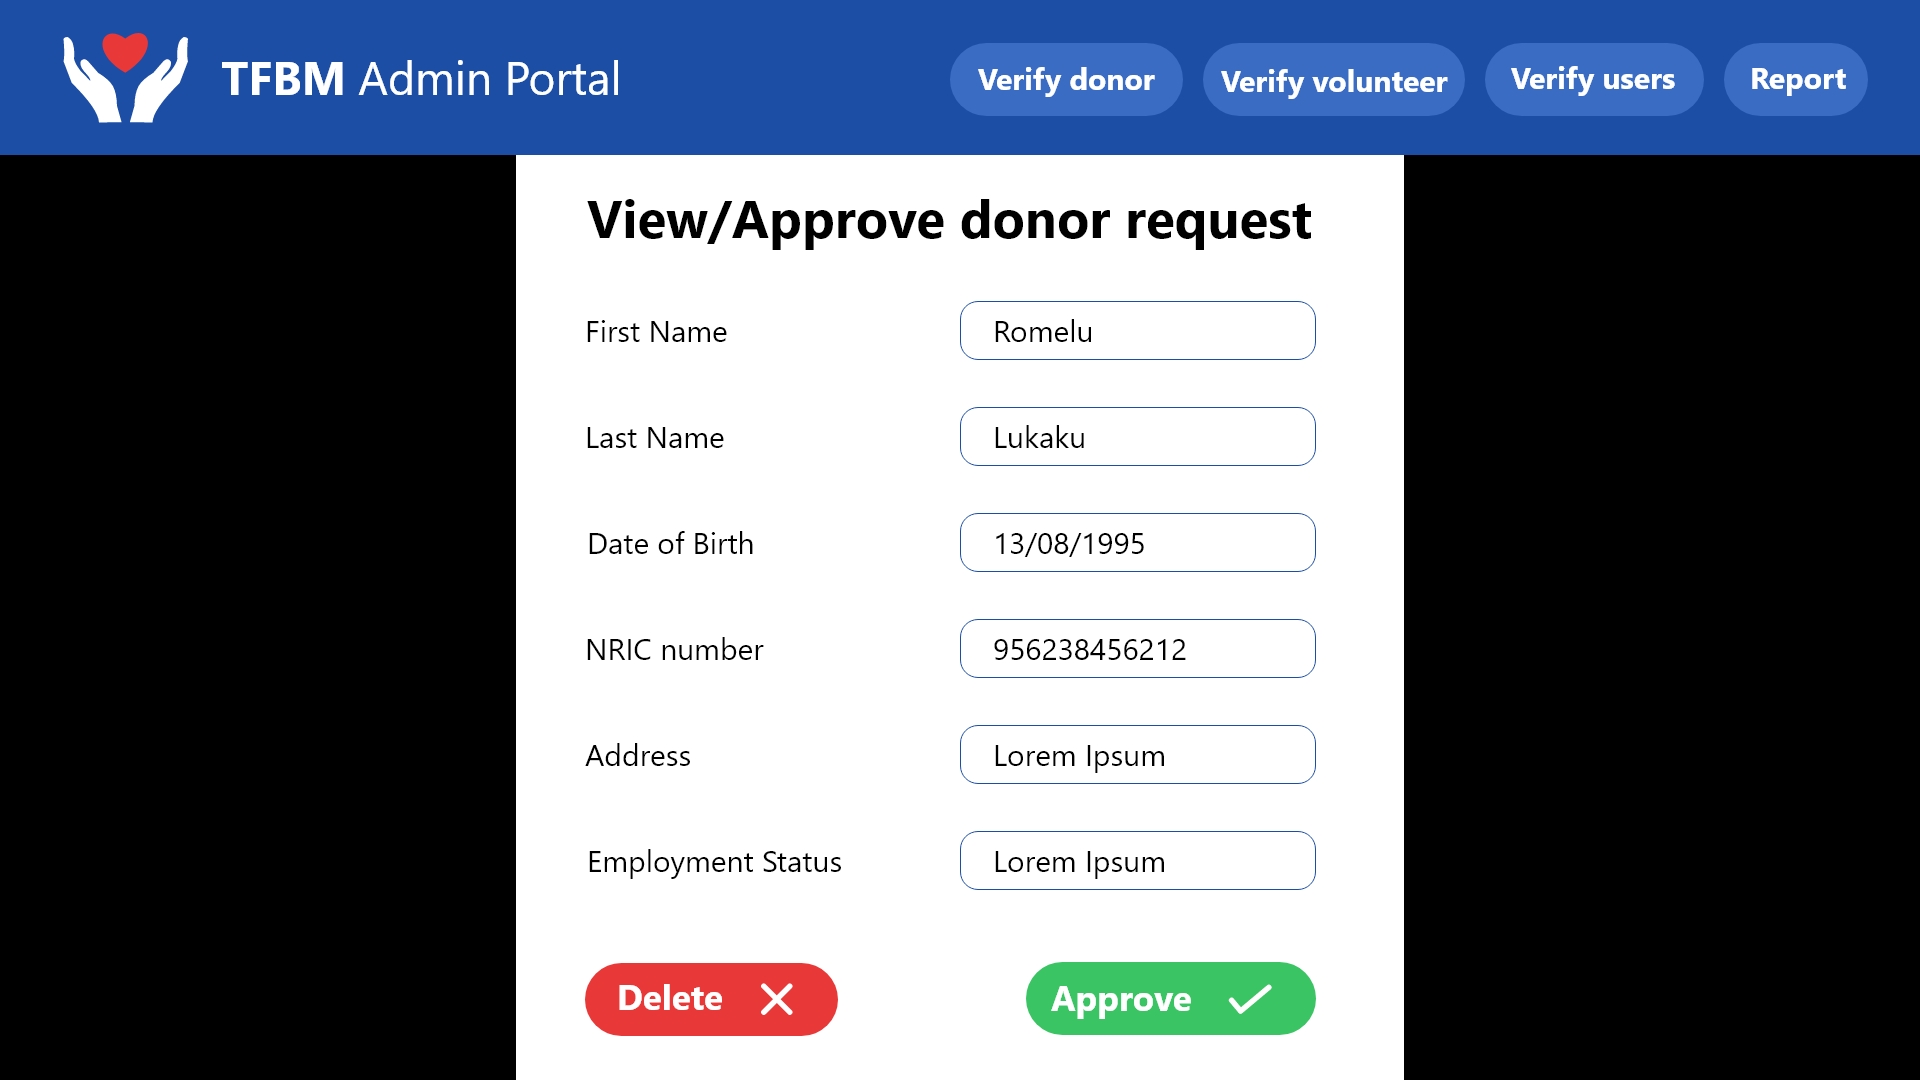 TFBM Admin Portal
Verify donor
Verify volunteer
Verify users
Report
View/Approve donor request
First Name
Romelu
Last Name
Lukaku
Date of Birth
13/08/1995
NRIC number
956238456212
Address
Lorem Ipsum
Employment Status
Lorem Ipsum
Delete
Approve